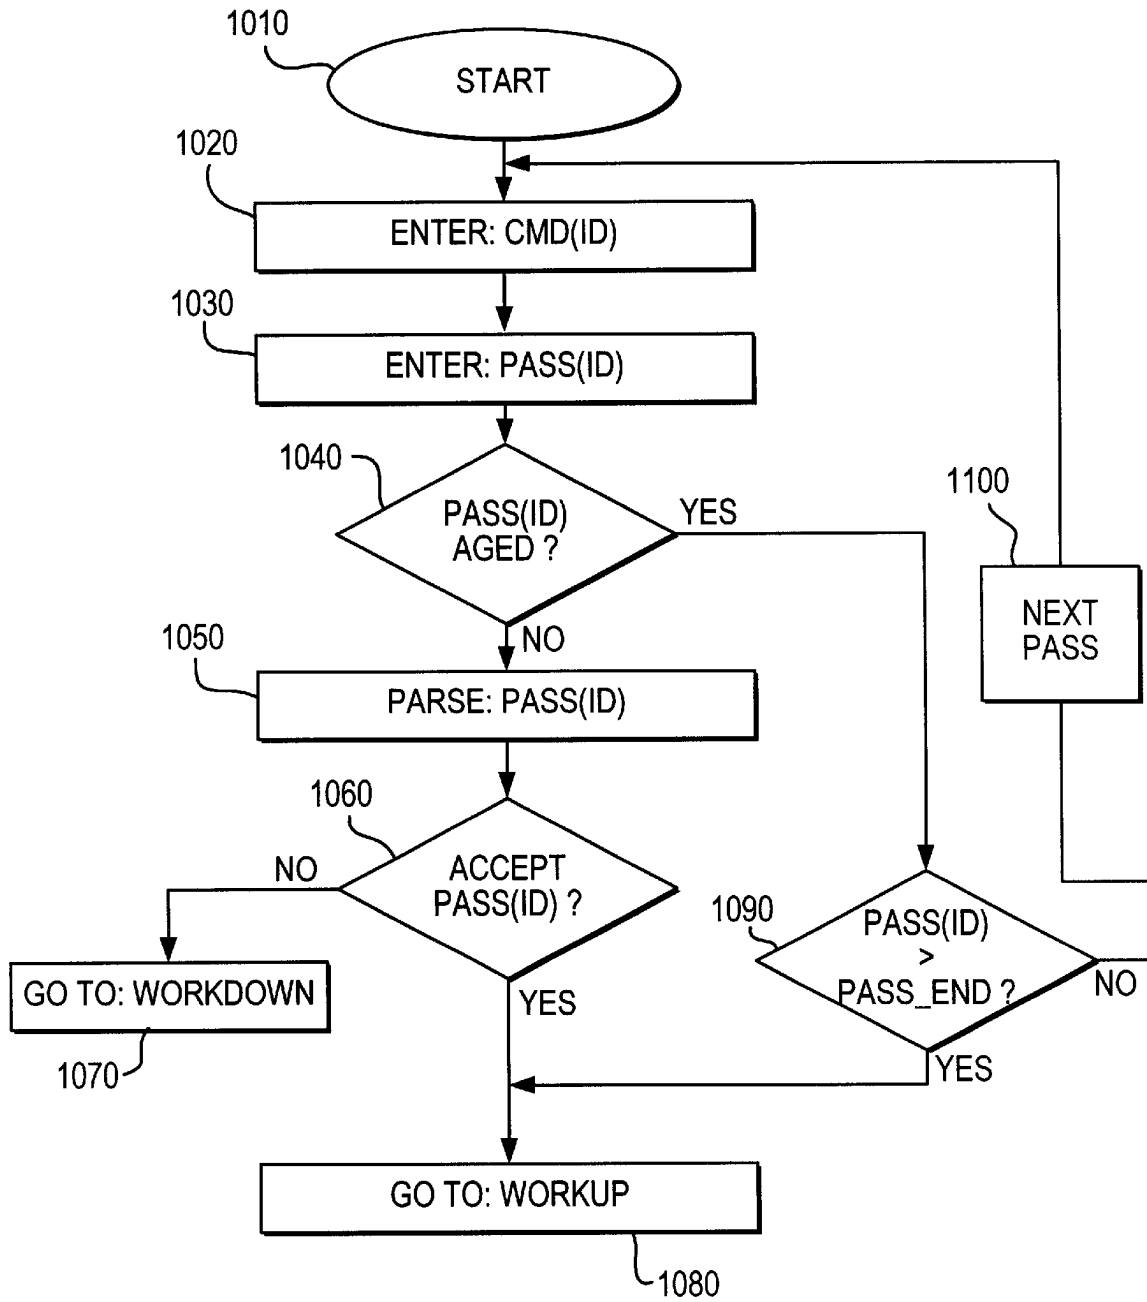 1010
START
1020
ENTER: CMD(ID)
1030
ENTER: PASS(ID)
1040
PASS(ID)
AGED ?
YES
NO
1100
NEXT
PASS
1050
PARSE: PASS(ID)
1060
ACCEPT
PASS(ID) ?
NO
YES
1090
PASS(ID)
>
PASS_END ?
NO
YES
GO TO: WORKDOWN
1070
GO TO: WORKUP
1080